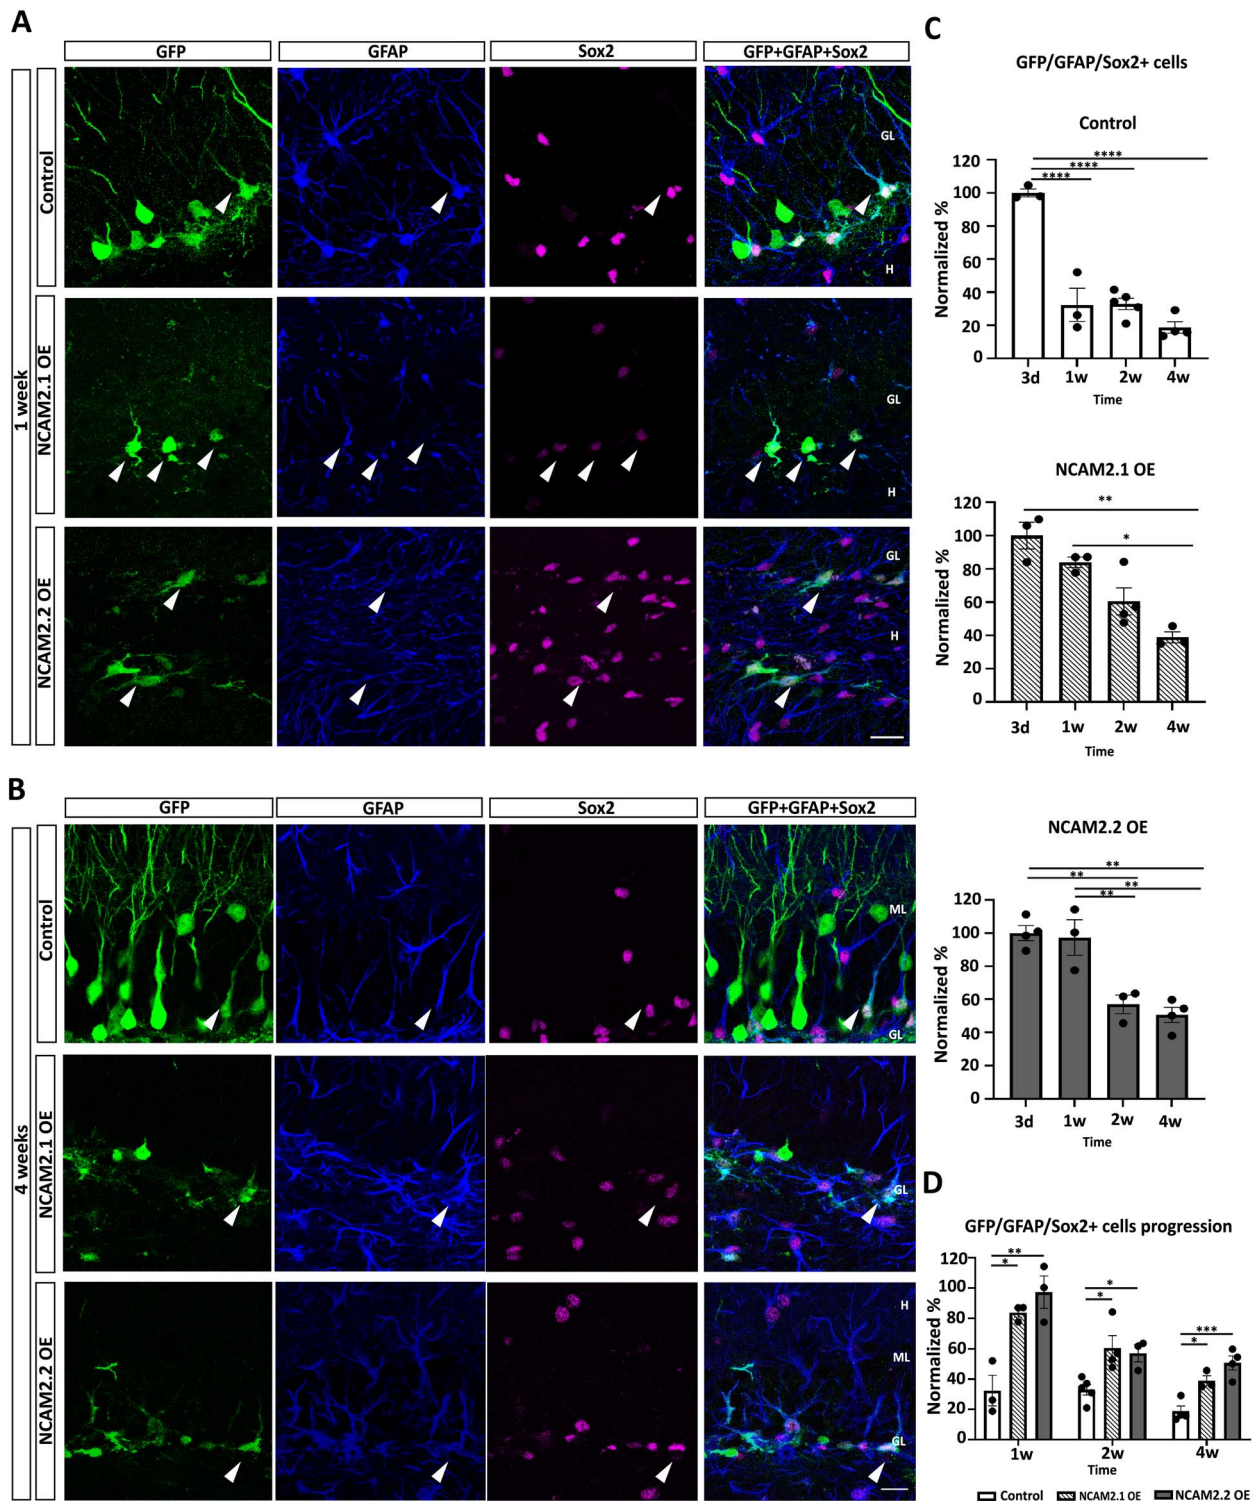 A
GFP
GFAP
Sox2
GFP+GFAP+Sox2
1 week
Control
GL
H
NCAM2.1 OE
GL
H
NCAM2.2 OE
GL
H
B
GFP
GFAP
Sox2
GFP+GFAP+Sox2
4 weeks
Control
ML
GL
NCAM2.1 OE
GL
NCAM2.2 OE
H
ML
GL
C
GFP/GFAP/Sox2+ cells
Control
****
****
****
Normalized %
120
100
80
60
40
20
0
3d 1w 2w 4w
Time
NCAM2.1 OE
**
*
Normalized %
120
100
80
60
40
20
0
3d 1w 2w 4w
Time
NCAM2.2 OE
**
**
**
**
Normalized %
120
100
80
60
40
20
0
3d 1w 2w 4w
Time
D
GFP/GFAP/Sox2+ cells progression
**
*
*
*
***
*
Normalized %
120
100
80
60
40
20
0
1w 2w 4w
Time
Control NCAM2.1 OE NCAM2.2 OE